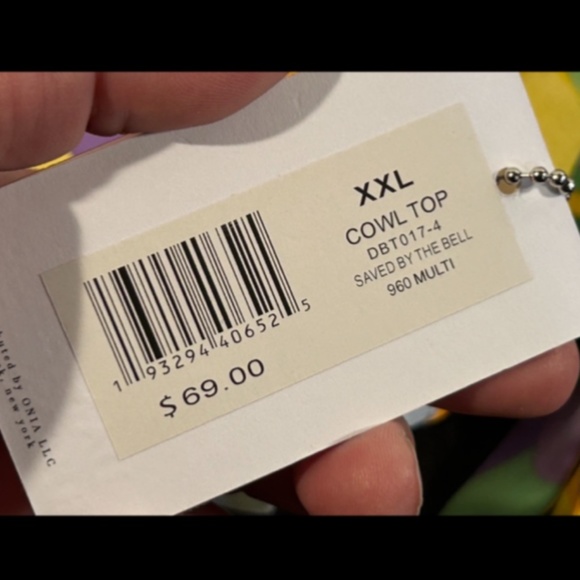 XXL
COWL TOP
DBT017-4
SAVED BY THE BELL
960 MULTI
1 93294 40652 5
$69.00
uted by ONIA LLC
k, new york